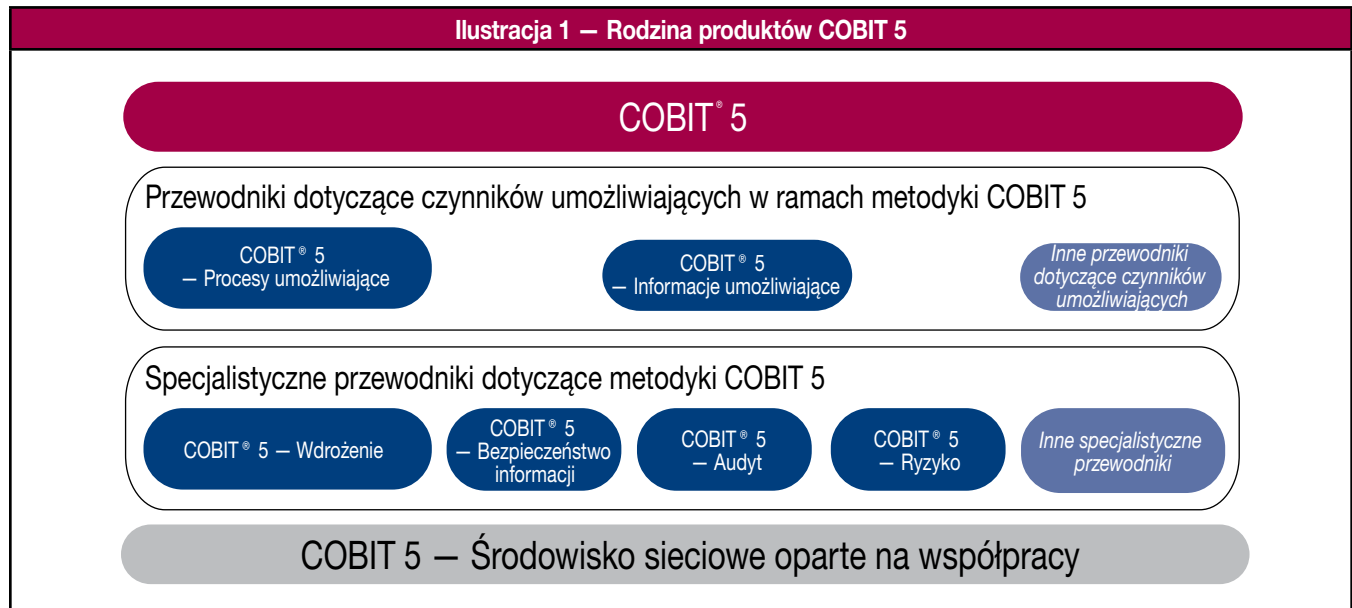 Ilustracja 1 — Rodzina produktów COBIT 5
COBIT® 5
Przewodniki dotyczące czynników umożliwiających w ramach metodyki COBIT 5
COBIT® 5
— Procesy umożliwiające
COBIT® 5
— Informacje umożliwiające
Inne przewodniki
dotyczące czynników
umożliwiających
Specjalistyczne przewodniki dotyczące metodyki COBIT 5
COBIT® 5 — Wdrożenie
COBIT® 5
— Bezpieczeństwo
informacji
COBIT® 5
— Audyt
COBIT® 5
— Ryzyko
Inne specjalistyczne
przewodniki
COBIT 5 — Środowisko sieciowe oparte na współpracy